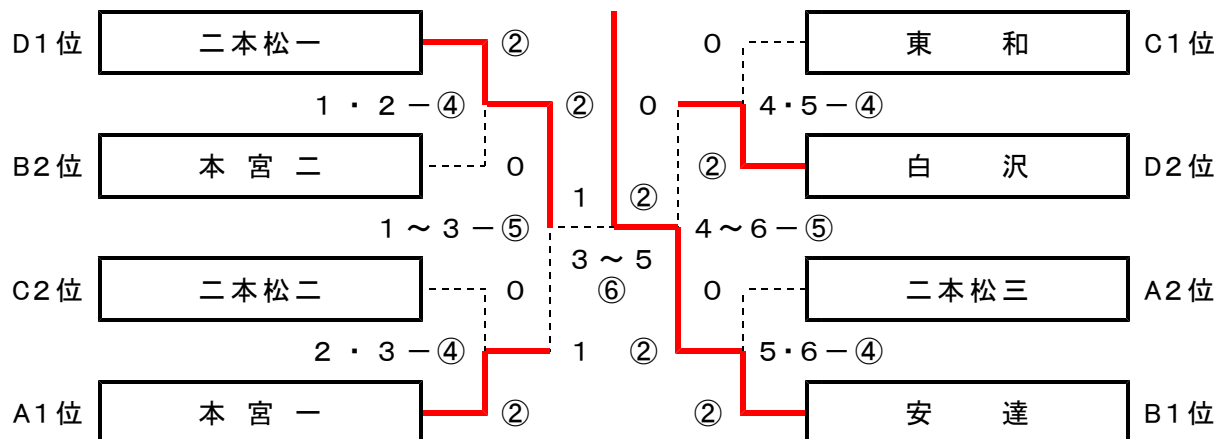 D1位 二本松一 ② 0 東 和 C1位
1・2－④ ② 0 4・5－④
B2位 本宮二 0 ② 白 沢 D2位
1 ②
1～3－⑤ 4～6－⑤
3～5
C2位 二本松二 0 ⑥ 0 二本松三 A2位
2・3－④ 1 ② 5・6－④
A1位 本宮一 ② ② 安 達 B1位